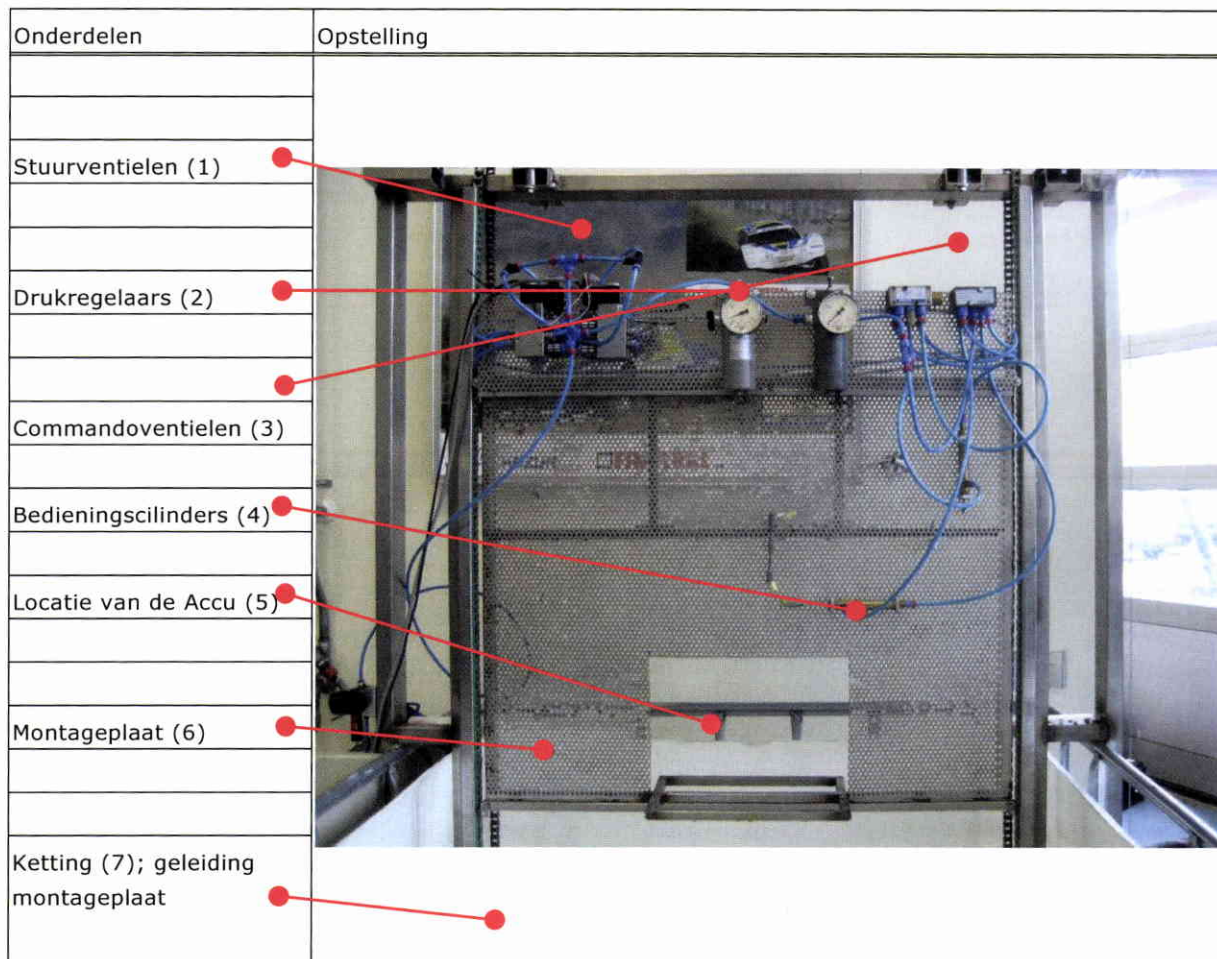 Onderdelen
Opstelling
Stuurventielen (1)
Drukregelaars (2)
Commandoventielen (3)
Bedieningscilinders (4)
Locatie van de Accu (5)
Montageplaat (6)
Ketting (7); geleiding
montageplaat